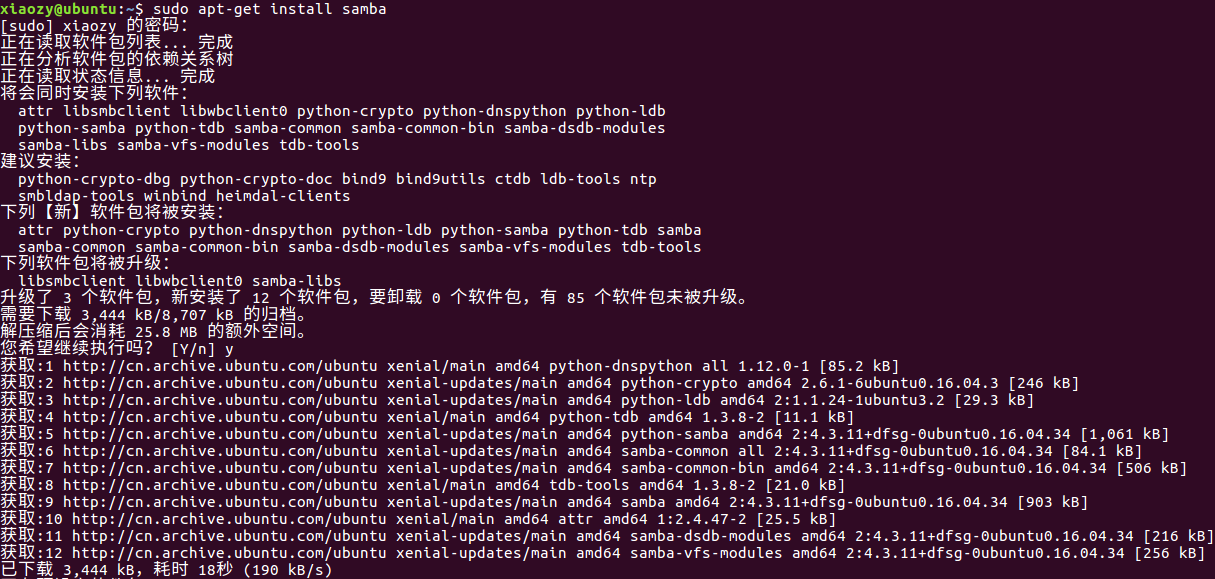 xiaozy@ubuntu:~$ sudo apt-get install samba
[sudo] xiaozy 的密码：
正在读取软件包列表... 完成
正在分析软件包的依赖关系树
正在读取状态信息... 完成
将会同时安装下列软件：
  attr libsmbclient libwbclient0 python-crypto python-dnspython python-ldb
  python-samba python-tdb samba-common samba-common-bin samba-dsdb-modules
  samba-libs samba-vfs-modules tdb-tools
建议安装：
  python-crypto-dbg python-crypto-doc bind9 bind9utils ctdb ldb-tools ntp
  smbldap-tools winbind heimdal-clients
下列【新】软件包将被安装：
  attr python-crypto python-dnspython python-ldb python-samba python-tdb samba
  samba-common samba-common-bin samba-dsdb-modules samba-vfs-modules tdb-tools
下列软件包将被升级：
  libsmbclient libwbclient0 samba-libs
升级了 3 个软件包，新安装了 12 个软件包，要卸载 0 个软件包，有 85 个软件包未被升级。
需要下载 3,444 kB/8,707 kB 的归档。
解压缩后会消耗 25.8 MB 的额外空间。
您希望继续执行吗？ [Y/n] y
获取:1 http://cn.archive.ubuntu.com/ubuntu xenial/main amd64 python-dnspython all 1.12.0-1 [85.2 kB]
获取:2 http://cn.archive.ubuntu.com/ubuntu xenial-updates/main amd64 python-crypto amd64 2.6.1-6ubuntu0.16.04.3 [246 kB]
获取:3 http://cn.archive.ubuntu.com/ubuntu xenial-updates/main amd64 python-ldb amd64 2:1.1.24-1ubuntu3.2 [29.3 kB]
获取:4 http://cn.archive.ubuntu.com/ubuntu xenial/main amd64 python-tdb amd64 1.3.8-2 [11.1 kB]
获取:5 http://cn.archive.ubuntu.com/ubuntu xenial-updates/main amd64 python-samba amd64 2:4.3.11+dfsg-0ubuntu0.16.04.34 [1,061 kB]
获取:6 http://cn.archive.ubuntu.com/ubuntu xenial-updates/main amd64 samba-common all 2:4.3.11+dfsg-0ubuntu0.16.04.34 [84.1 kB]
获取:7 http://cn.archive.ubuntu.com/ubuntu xenial-updates/main amd64 samba-common-bin amd64 2:4.3.11+dfsg-0ubuntu0.16.04.34 [506 kB]
获取:8 http://cn.archive.ubuntu.com/ubuntu xenial/main amd64 tdb-tools amd64 1.3.8-2 [21.0 kB]
获取:9 http://cn.archive.ubuntu.com/ubuntu xenial-updates/main amd64 samba amd64 2:4.3.11+dfsg-0ubuntu0.16.04.34 [903 kB]
获取:10 http://cn.archive.ubuntu.com/ubuntu xenial/main amd64 attr amd64 1:2.4.47-2 [25.5 kB]
获取:11 http://cn.archive.ubuntu.com/ubuntu xenial-updates/main amd64 samba-dsdb-modules amd64 2:4.3.11+dfsg-0ubuntu0.16.04.34 [216 kB]
获取:12 http://cn.archive.ubuntu.com/ubuntu xenial-updates/main amd64 samba-vfs-modules amd64 2:4.3.11+dfsg-0ubuntu0.16.04.34 [256 kB]
已下载 3,444 kB，耗时 18秒 (190 kB/s)